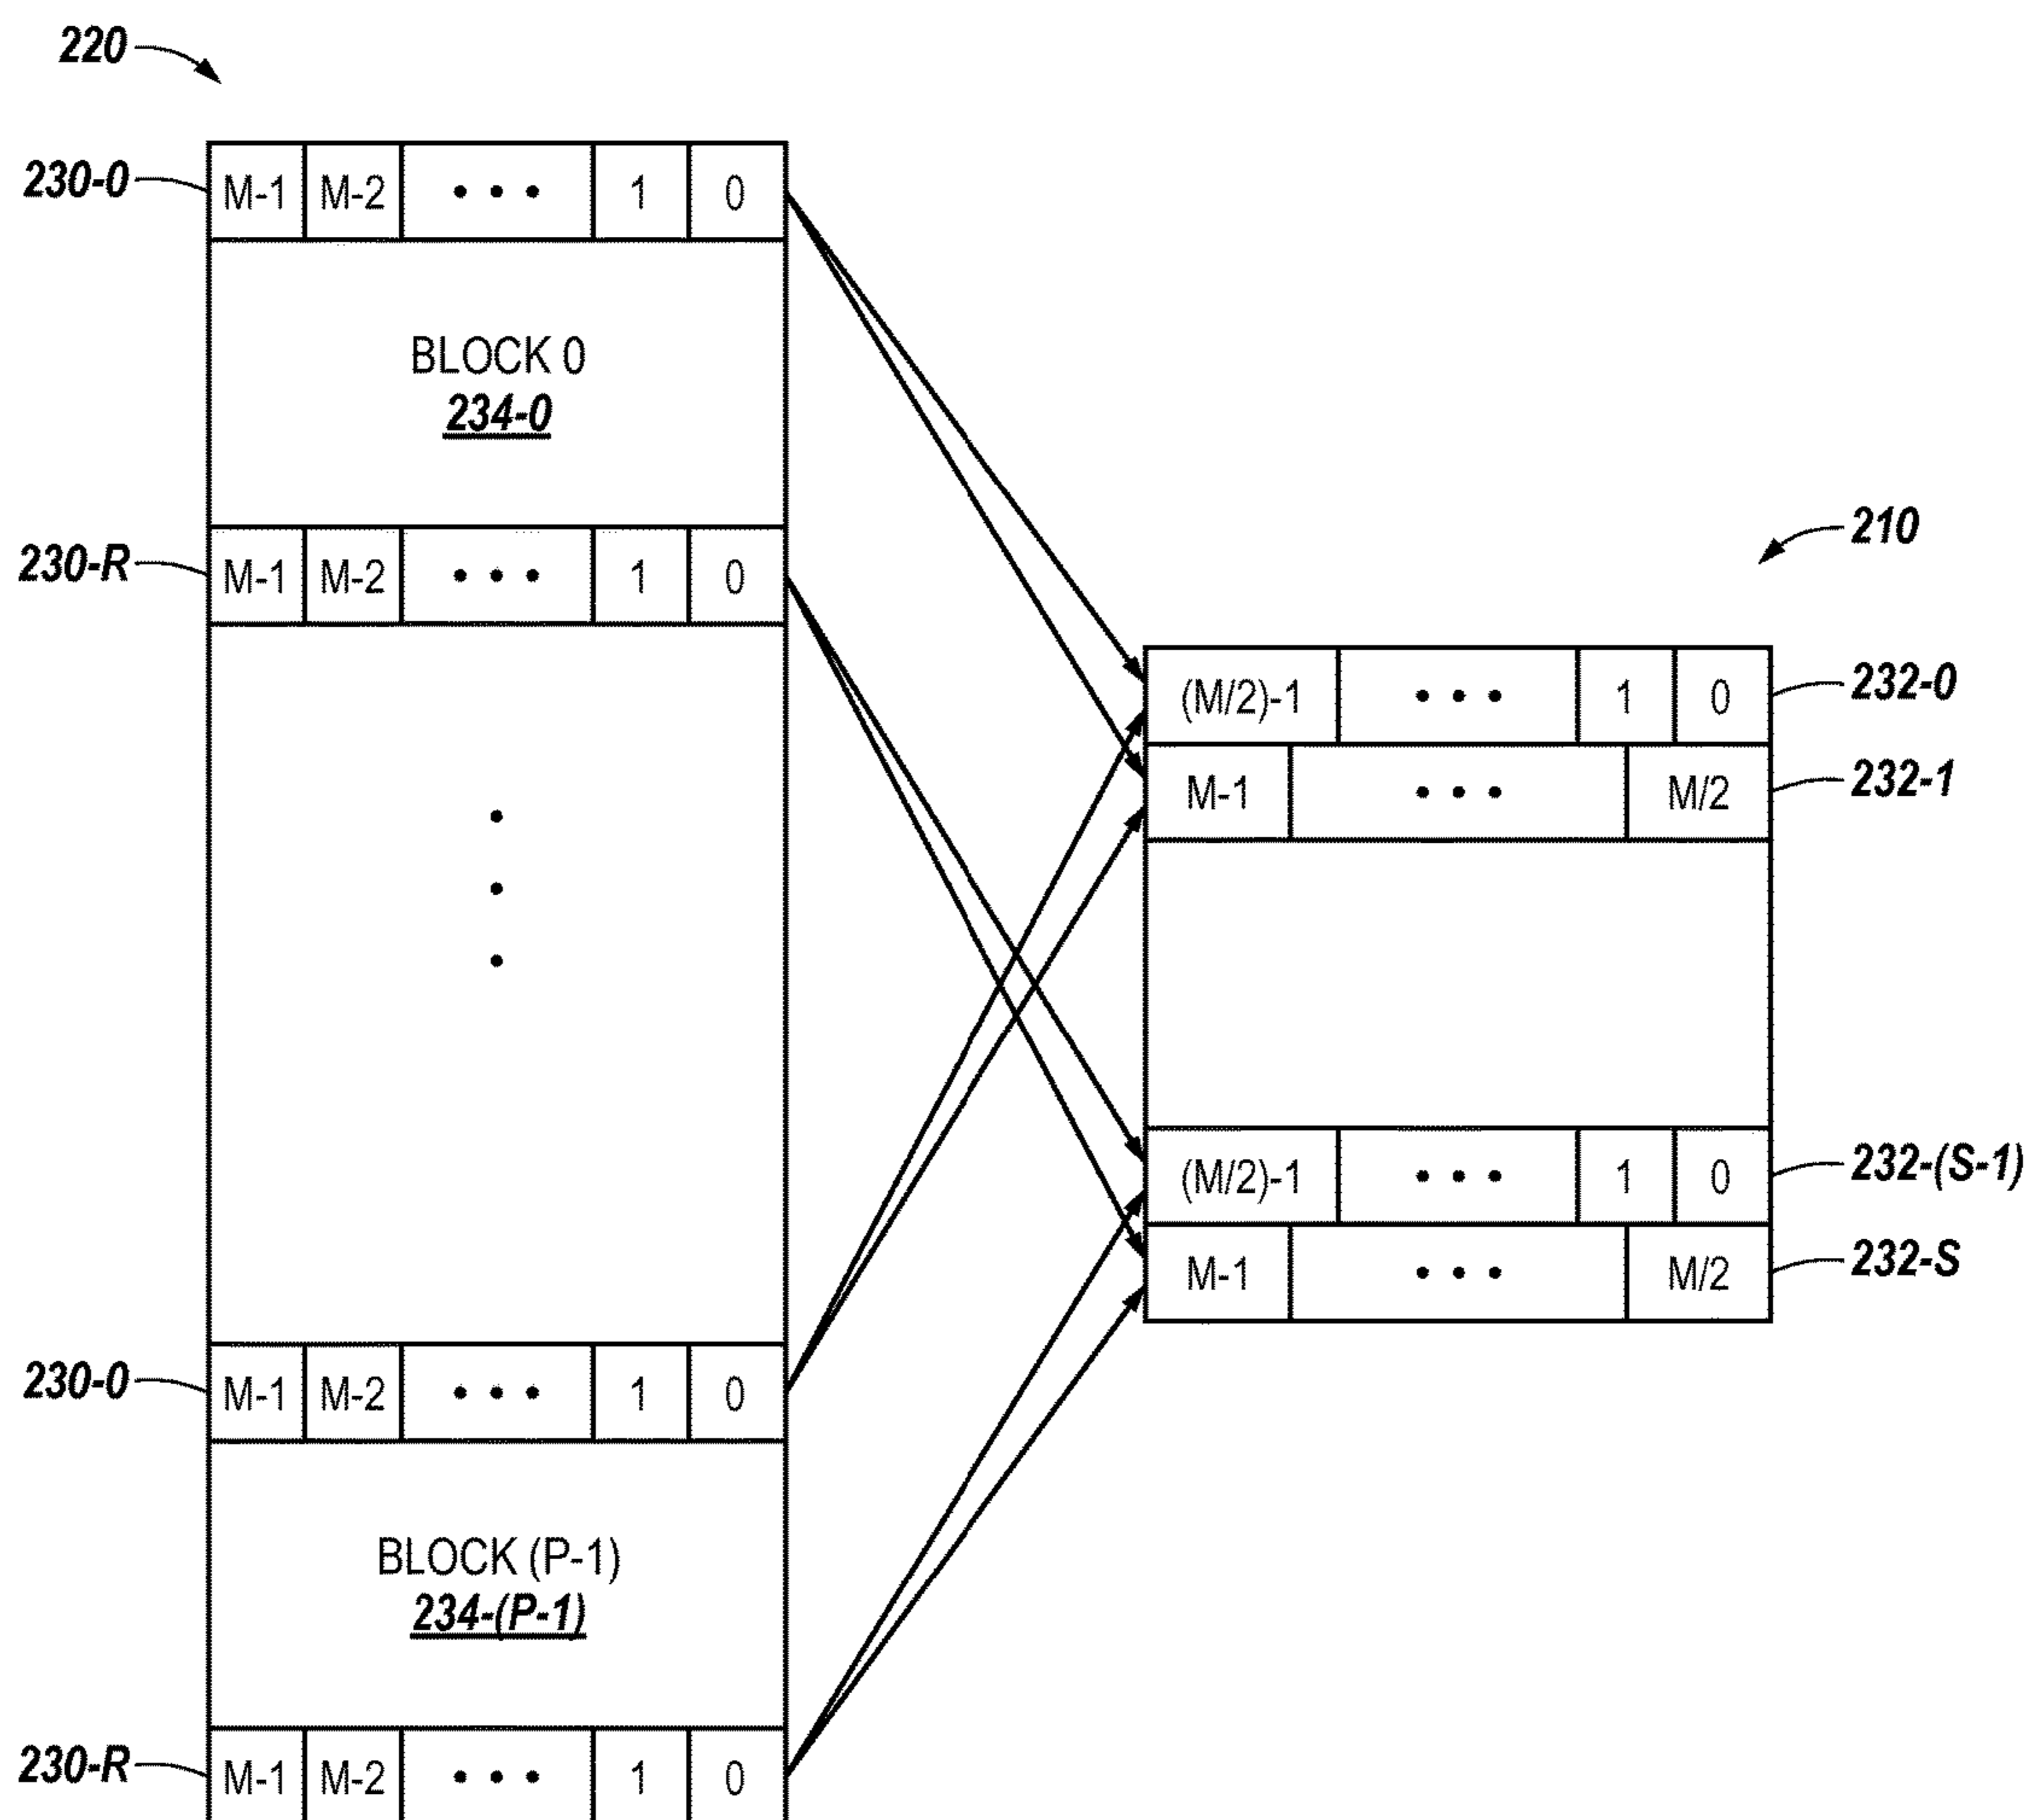 220
230-0 M-1 M-2 • • • 1 0
BLOCK 0
234-0
230-R M-1 M-2 • • • 1 0
210
(M/2)-1 • • • 1 0 232-0
M-1 • • • M/2 232-1
(M/2)-1 • • • 1 0 232-(S-1)
M-1 • • • M/2 232-S
230-0 M-1 M-2 • • • 1 0
BLOCK (P-1)
234-(P-1)
230-R M-1 M-2 • • • 1 0